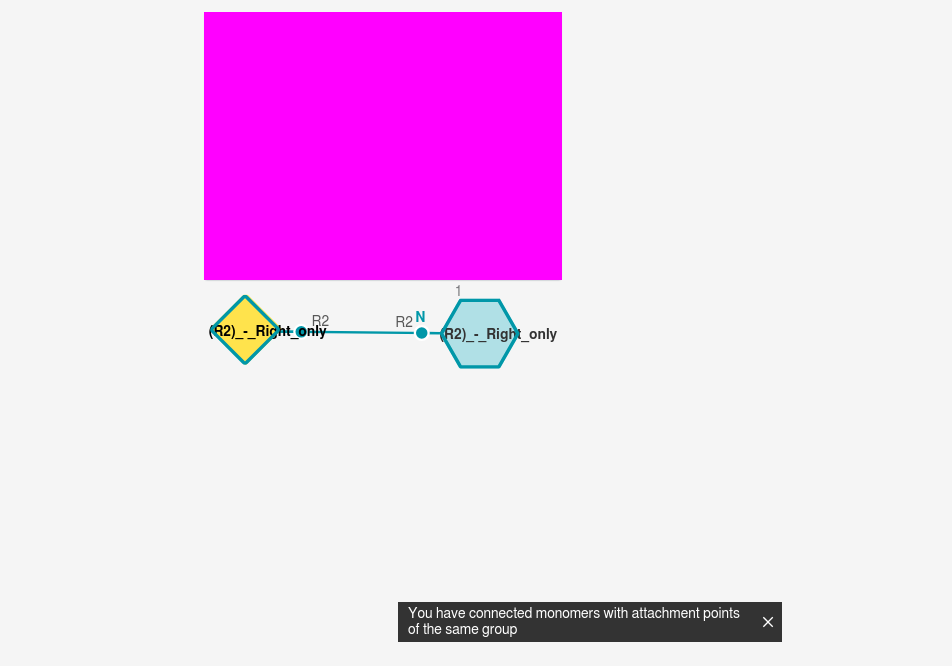 1
R2
R2
N
(R2)_-_Right_only
(R2)_-_Right_only
You have connected monomers with attachment points
of the same group